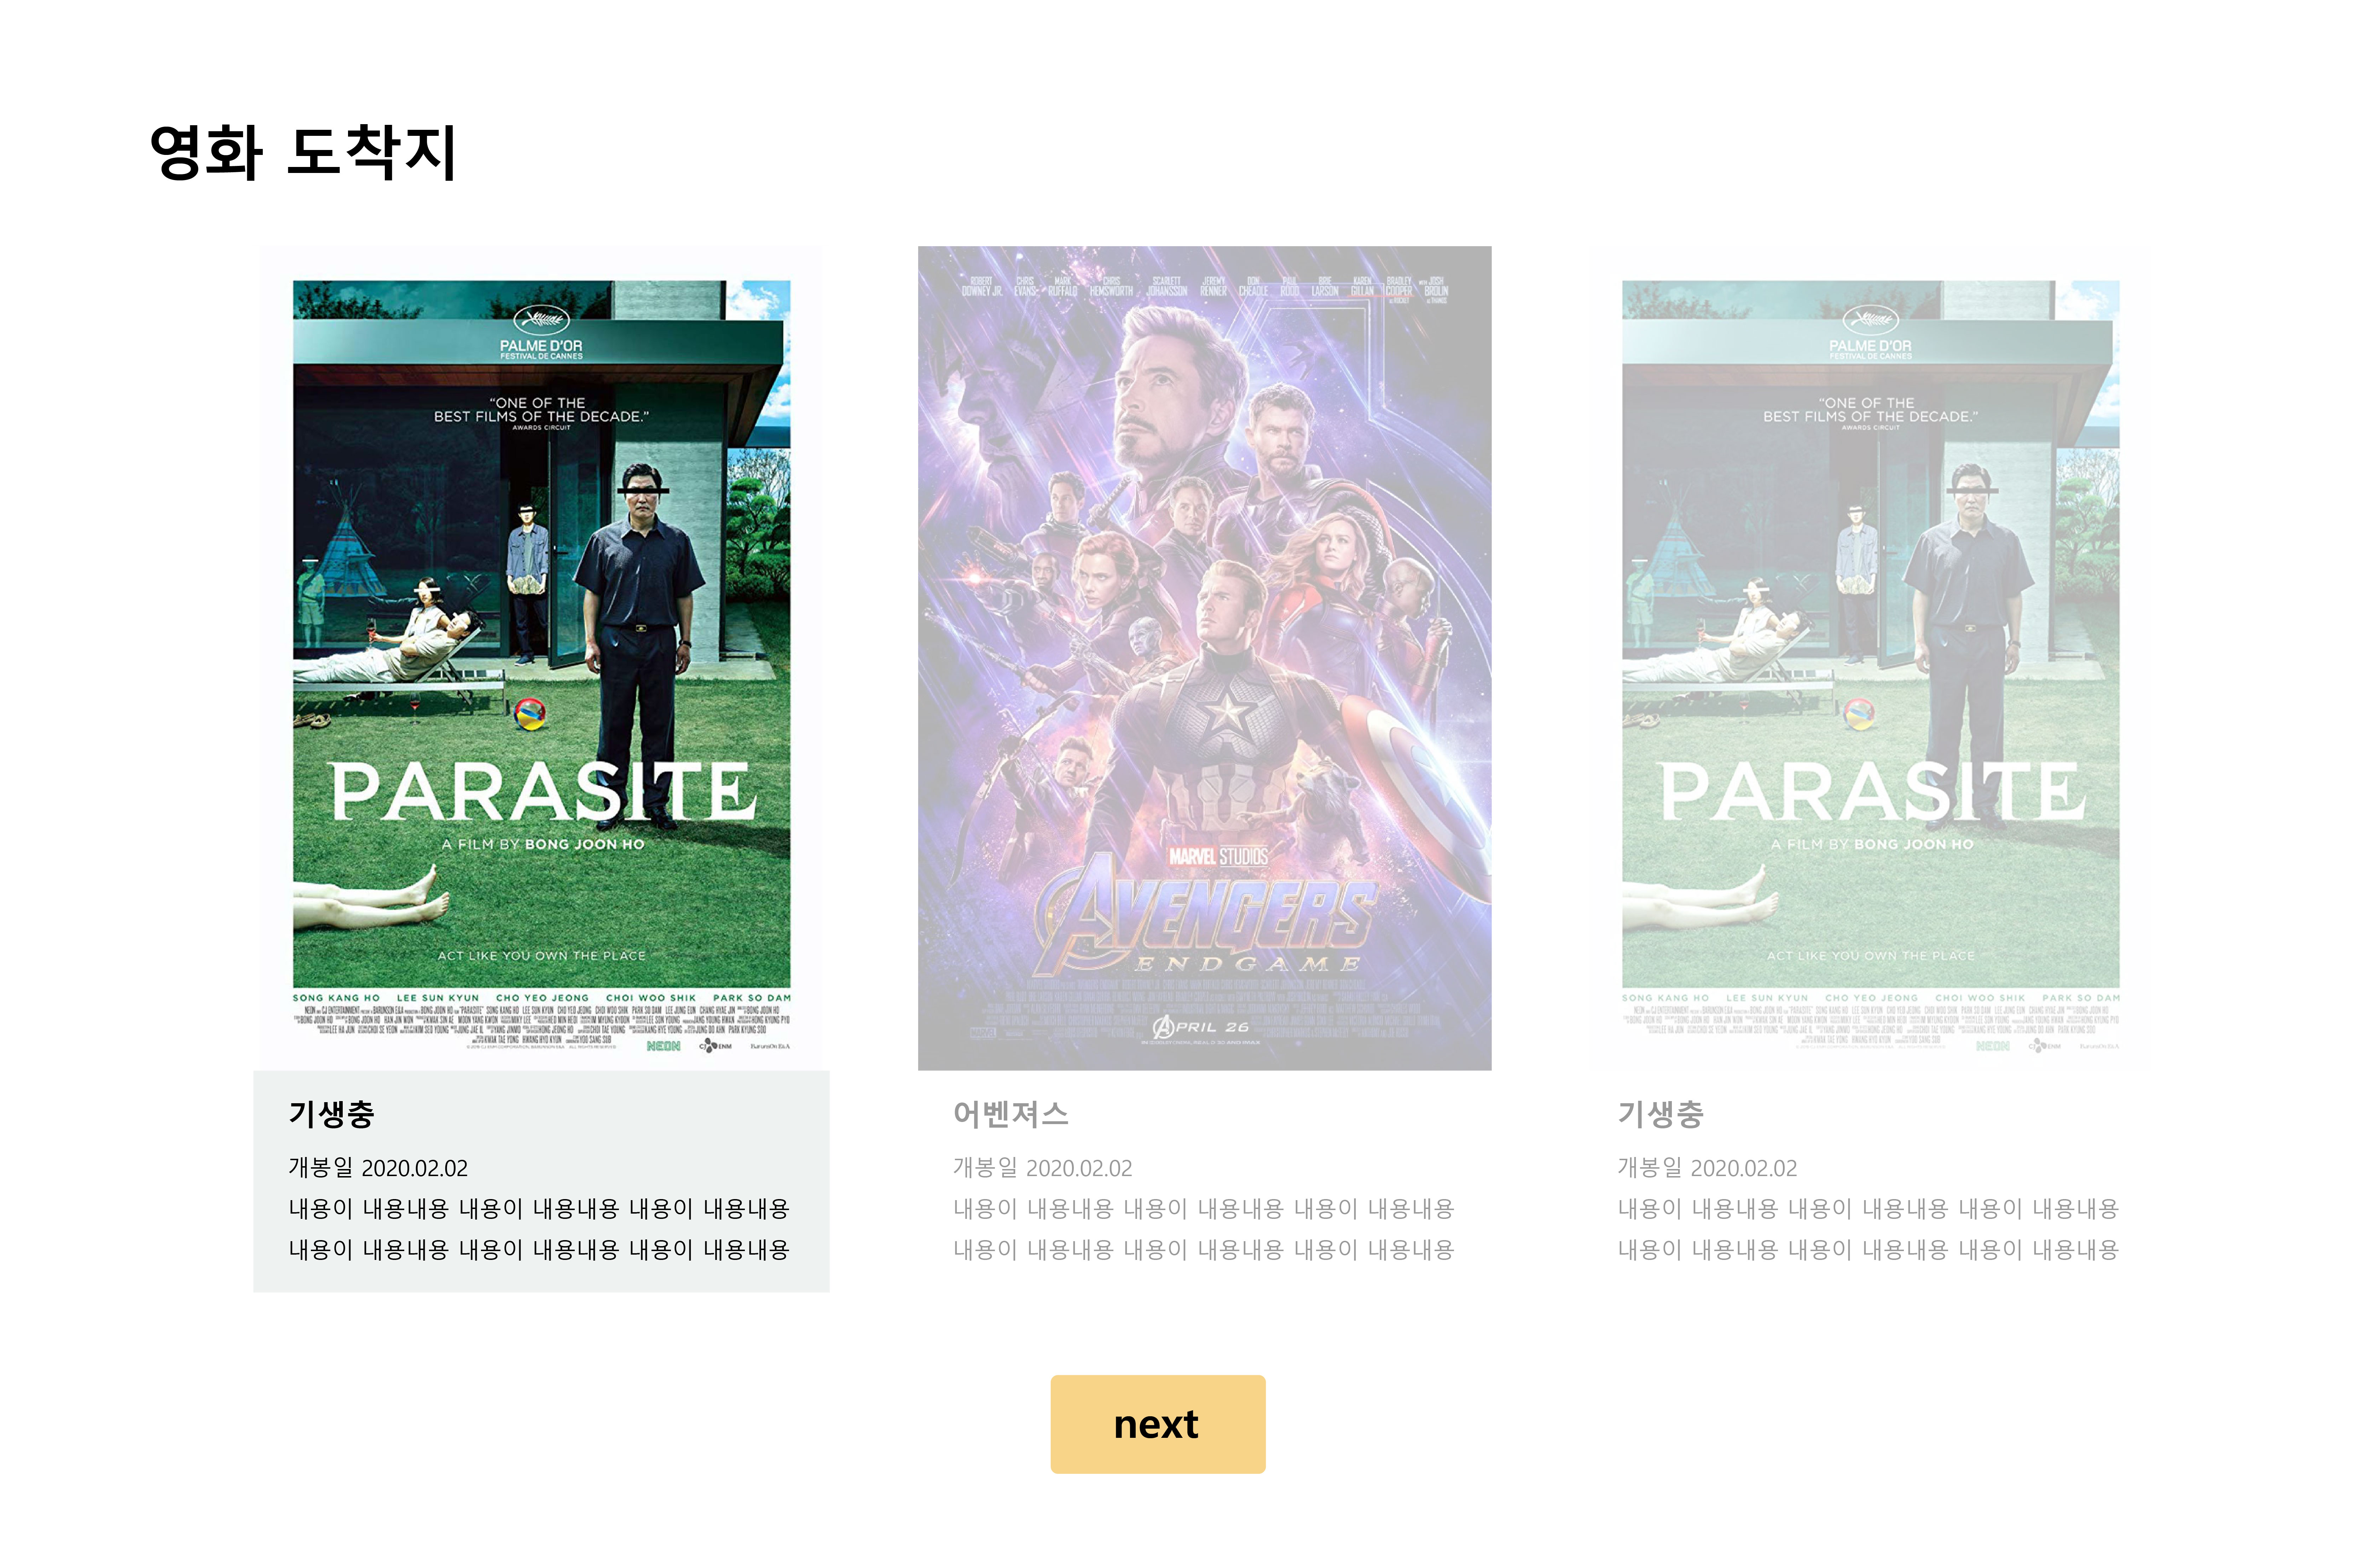 영화 도착지
PALME D'OR
FESTIVAL DE CANNES
"ONE OF THE
BEST FILMS OF THE DECADE."
AWARDS CIRCUIT
PARASITE
A FILM BY BONG JOON HO
ACT LIKE YOU OWN THE PLACE
SONG KANG HO LEE SUN KYUN CHO YEO JEONG CHOI WOO SHIK PARK SO DAM
NEON CJ ENM Barunson E&A
기생충
개봉일 2020.02.02
내용이 내용내용 내용이 내용내용 내용이 내용내용
내용이 내용내용 내용이 내용내용 내용이 내용내용
ROBERT DOWNEY JR. CHRIS EVANS MARK RUFFALO CHRIS HEMSWORTH SCARLETT JOHANSSON JEREMY RENNER DON CHEADLE PAUL RUDD BRIE LARSON KAREN GILLAN BRADLEY COOPER WITH JOSH BROLIN
MARVEL STUDIOS
AVENGERS
ENDGAME
APRIL 26
어벤져스
개봉일 2020.02.02
내용이 내용내용 내용이 내용내용 내용이 내용내용
내용이 내용내용 내용이 내용내용 내용이 내용내용
PALME D'OR
FESTIVAL DE CANNES
"ONE OF THE
BEST FILMS OF THE DECADE."
AWARDS CIRCUIT
PARASITE
A FILM BY BONG JOON HO
ACT LIKE YOU OWN THE PLACE
SONG KANG HO LEE SUN KYUN CHO YEO JEONG CHOI WOO SHIK PARK SO DAM
NEON CJ ENM Barunson E&A
기생충
개봉일 2020.02.02
내용이 내용내용 내용이 내용내용 내용이 내용내용
내용이 내용내용 내용이 내용내용 내용이 내용내용
next